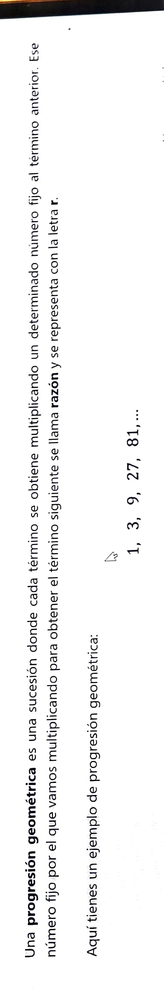 Una progresión geométrica es una sucesión donde cada término se obtiene multiplicando un determinado número fijo al término anterior. Ese
número fijo por el que vamos multiplicando para obtener el término siguiente se llama razón y se representa con la letra r.
Aquí tienes un ejemplo de progresión geométrica:
1, 3, 9, 27, 81,...